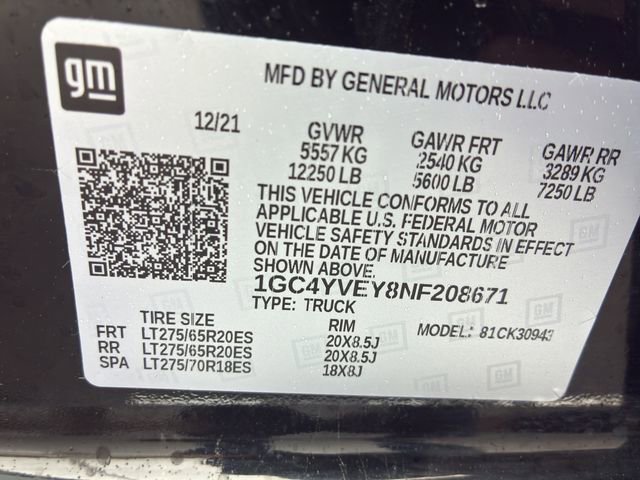 gm
MFD BY GENERAL MOTORS LLC
12/21
GVWR GAWR FRT GAWR RR
5557 KG 2540 KG 3289 KG
12250 LB 5600 LB 7250 LB
THIS VEHICLE CONFORMS TO ALL
APPLICABLE U.S. FEDERAL MOTOR
VEHICLE SAFETY STANDARDS IN EFFECT
ON THE DATE OF MANUFACTURE
SHOWN ABOVE.
1GC4YVEY8NF208671
TYPE: TRUCK
TIRE SIZE RIM MODEL: 81CK30943
FRT LT275/65R20ES 20X8.5J
RR LT275/65R20ES 20X8.5J
SPA LT275/70R18ES 18X8J